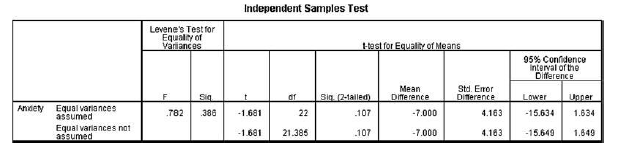 Independent Samples Test
Levene's Test for
Equality of
Variances
t-test for Equality of Means
95% Confidence
Interval of the
Difference
F Sig. t df Sig. (2-tailed) Mean Difference Std. Error Difference Lower Upper
Anxiety Equal variances assumed .782 .386 -1.681 22 .107 -7.000 4.163 -15.634 1.634
Equal variances not assumed -1.681 21.385 .107 -7.000 4.163 -15.649 1.649